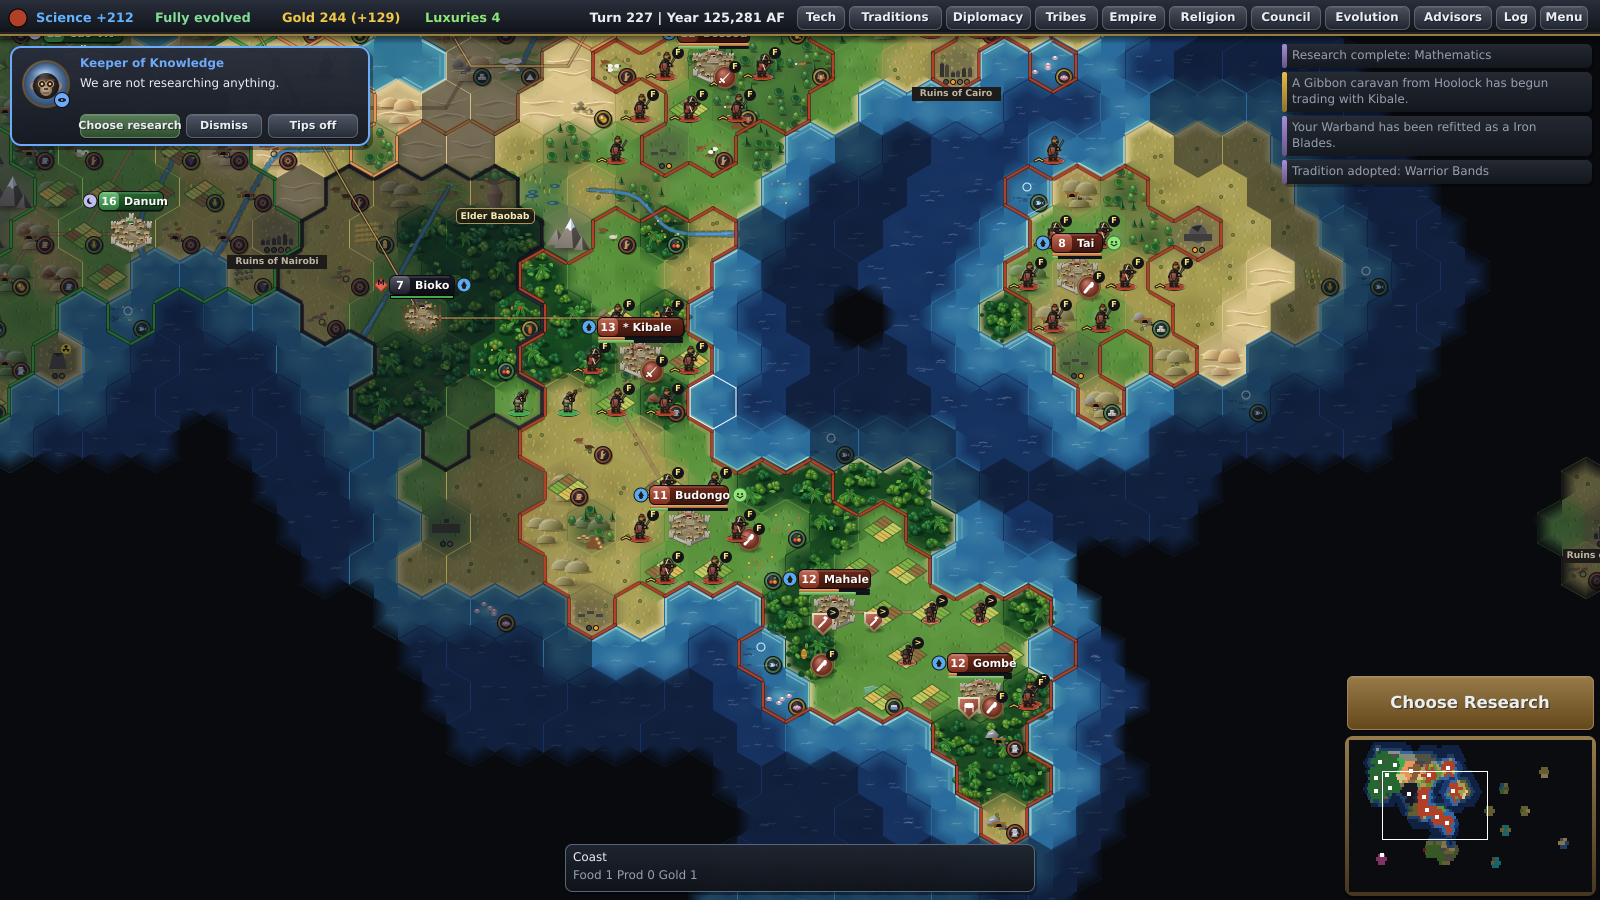 Science +212
Fully evolved
Gold 244 (+129)
Luxuries 4
Turn 227 | Year 125,281 AF
Tech
Traditions
Diplomacy
Tribes
Empire
Religion
Council
Evolution
Advisors
Log
Menu
Keeper of Knowledge
We are not researching anything.
Choose research
Dismiss
Tips off
Research complete: Mathematics
A Gibbon caravan from Hoolock has begun
trading with Kibale.
Your Warband has been refitted as a Iron
Blades.
Tradition adopted: Warrior Bands
Ruins of Cairo
16 Danum
Elder Baobab
Ruins of Nairobi
8 Tai
7 Bioko
13 * Kibale
11 Budongo
12 Mahale
12 Gombe
Ruins
Choose Research
Coast
Food 1 Prod 0 Gold 1